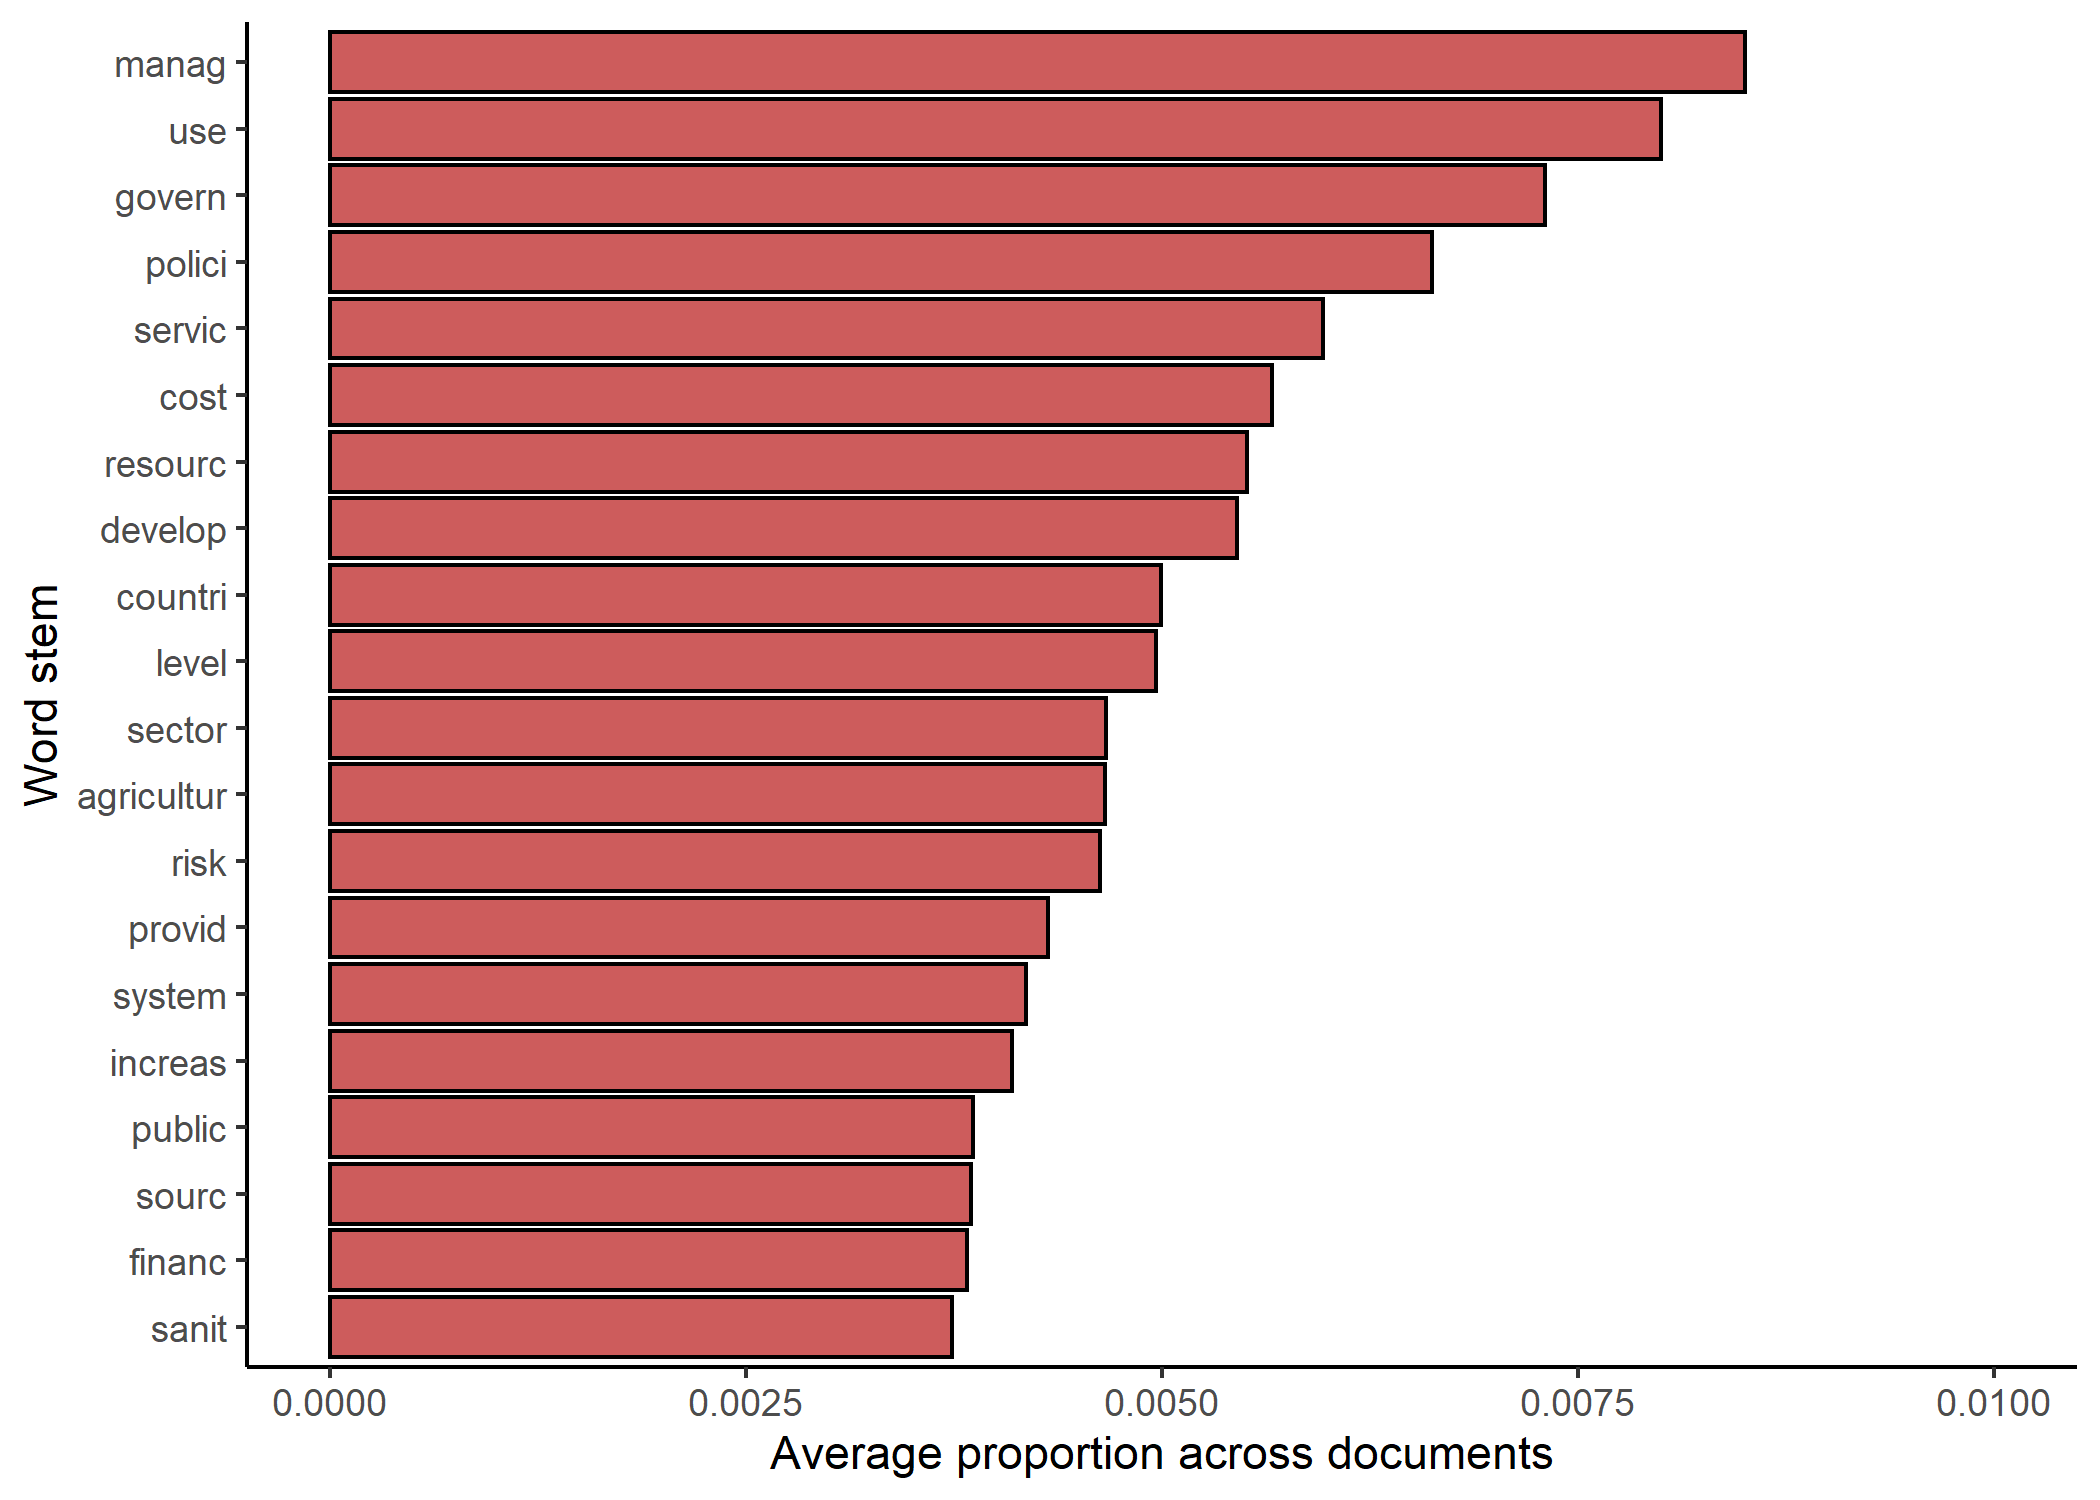 manag
use
govern
polici
servic
cost
resourc
develop
countri
level
sector
agricultur
risk
provid
system
increas
public
sourc
financ
sanit
Word stem
0.0000 0.0025 0.0050 0.0075 0.0100
Average proportion across documents